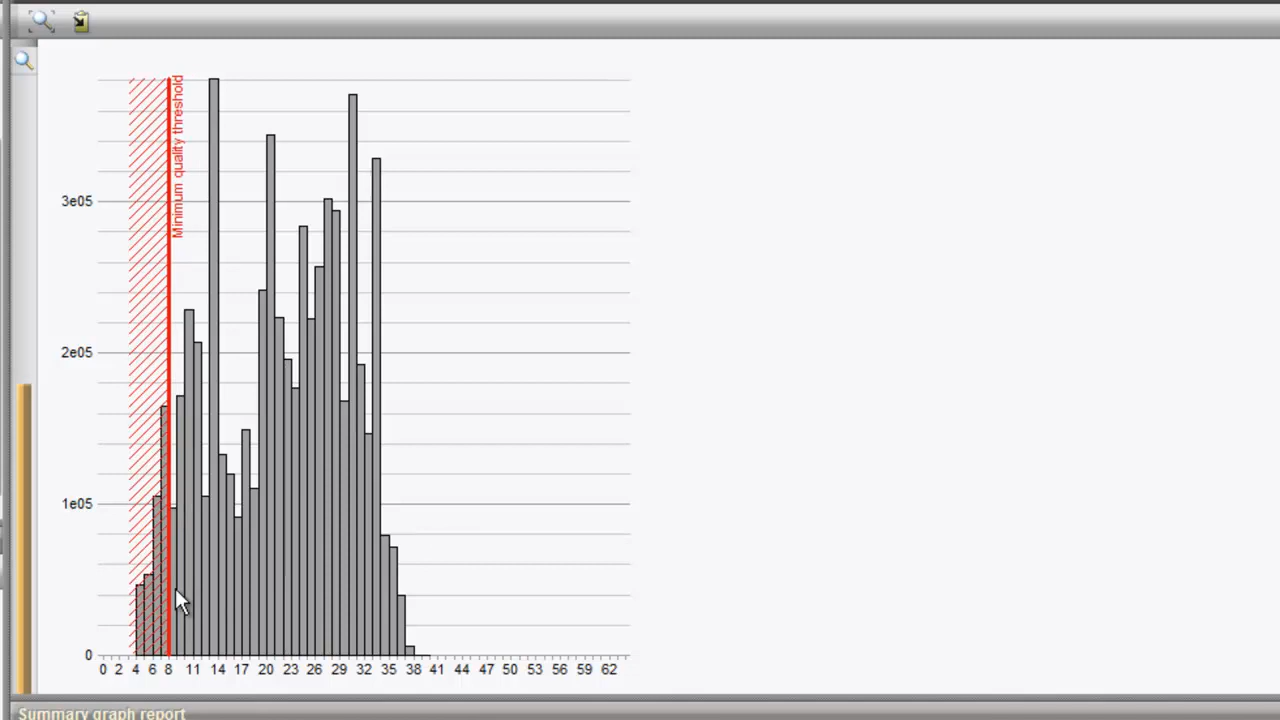 Minimum quality threshold
3e05
2e05
1e05
0
0 2 4 6 8 11 14 17 20 23 26 29 32 35 38 41 44 47 50 53 56 59 62
Summary graph report